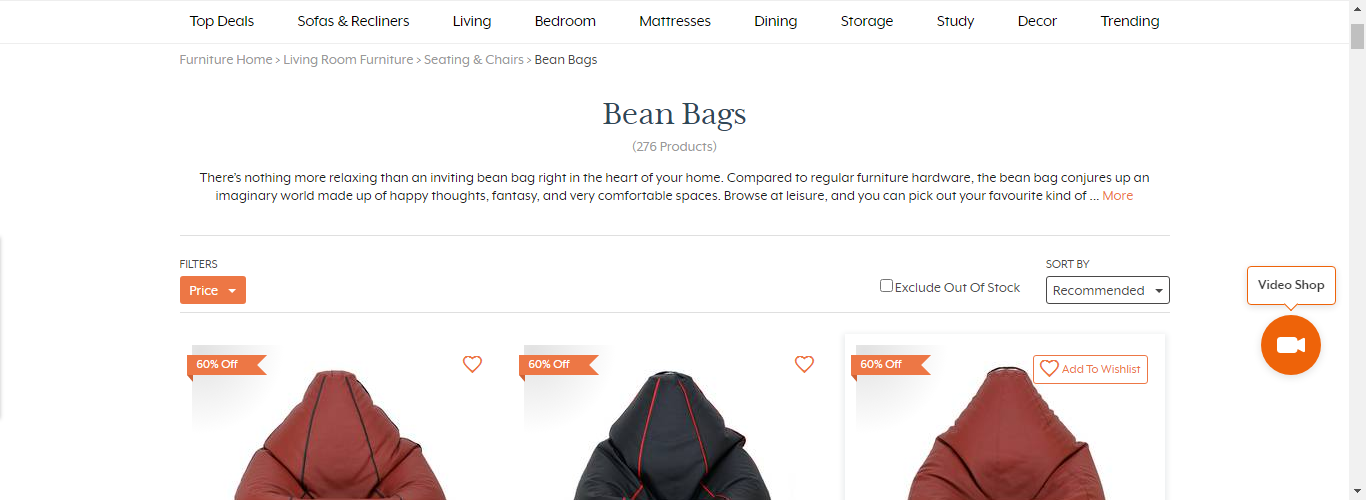 Top Deals Sofas & Recliners Living Bedroom Mattresses Dining Storage Study Decor Trending
Furniture Home > Living Room Furniture > Seating & Chairs > Bean Bags
Bean Bags
(276 Products)
There's nothing more relaxing than an inviting bean bag right in the heart of your home. Compared to regular furniture hardware, the bean bag conjures up an
imaginary world made up of happy thoughts, fantasy, and very comfortable spaces. Browse at leisure, and you can pick out your favourite kind of ... More
FILTERS
Price
Exclude Out Of Stock
SORT BY
Recommended
Video Shop
60% Off
60% Off
60% Off
Add To Wishlist